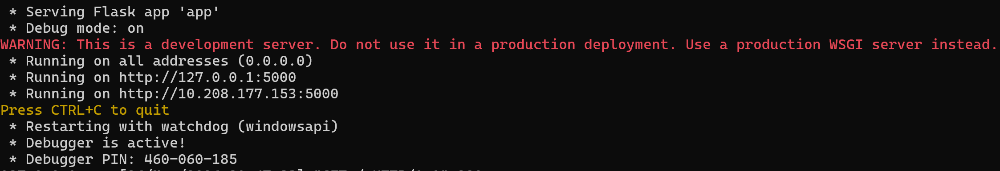 * Serving Flask app 'app'
* Debug mode: on
WARNING: This is a development server. Do not use it in a production deployment. Use a production WSGI server instead.
* Running on all addresses (0.0.0.0)
* Running on http://127.0.0.1:5000
* Running on http://10.208.177.153:5000
Press CTRL+C to quit
* Restarting with watchdog (windowsapi)
* Debugger is active!
* Debugger PIN: 460-060-185